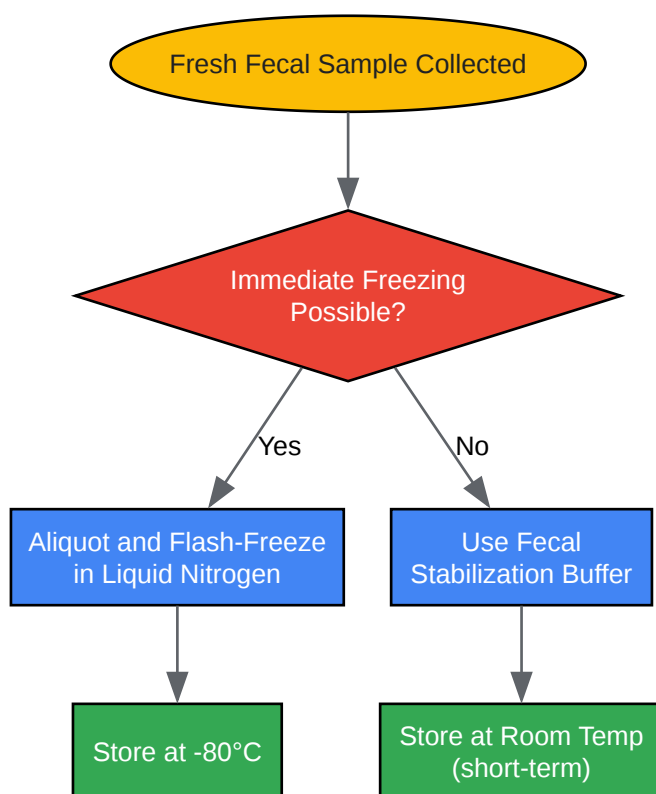 Fresh Fecal Sample Collected
Immediate Freezing
Possible?
Yes
No
Aliquot and Flash-Freeze
in Liquid Nitrogen
Use Fecal
Stabilization Buffer
Store at -80°C
Store at Room Temp
(short-term)